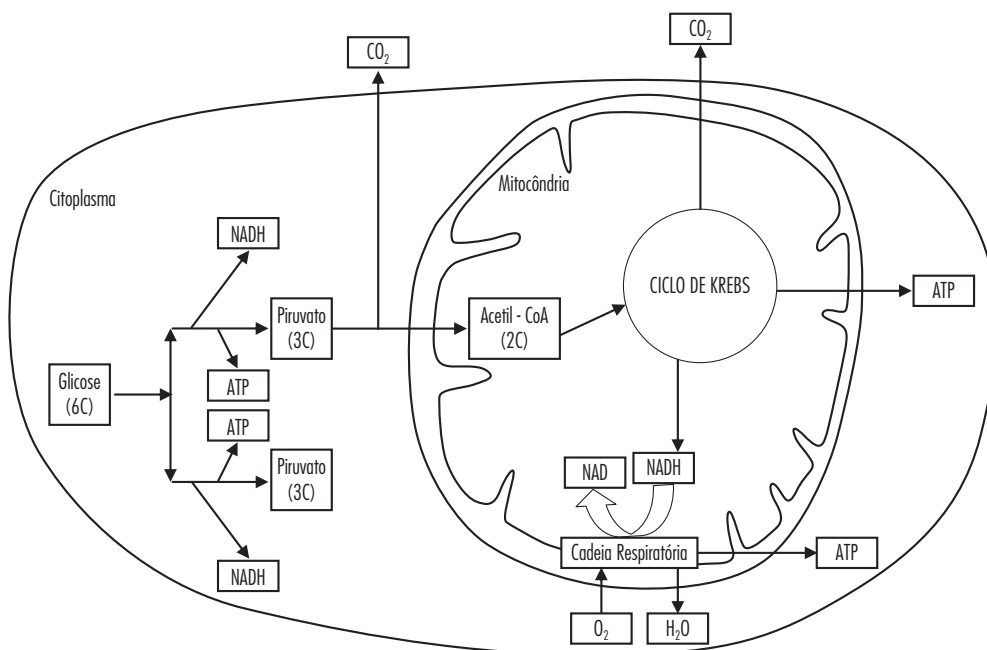 CO₂
CO₂
Citoplasma
Mitocôndria
NADH
CICLO DE KREBS
ATP
Piruvato
(3C)
Acetil - CoA
(2C)
Glicose
(6C)
ATP
ATP
Piruvato
(3C)
NAD
NADH
Cadeia Respiratória
ATP
NADH
O₂
H₂O